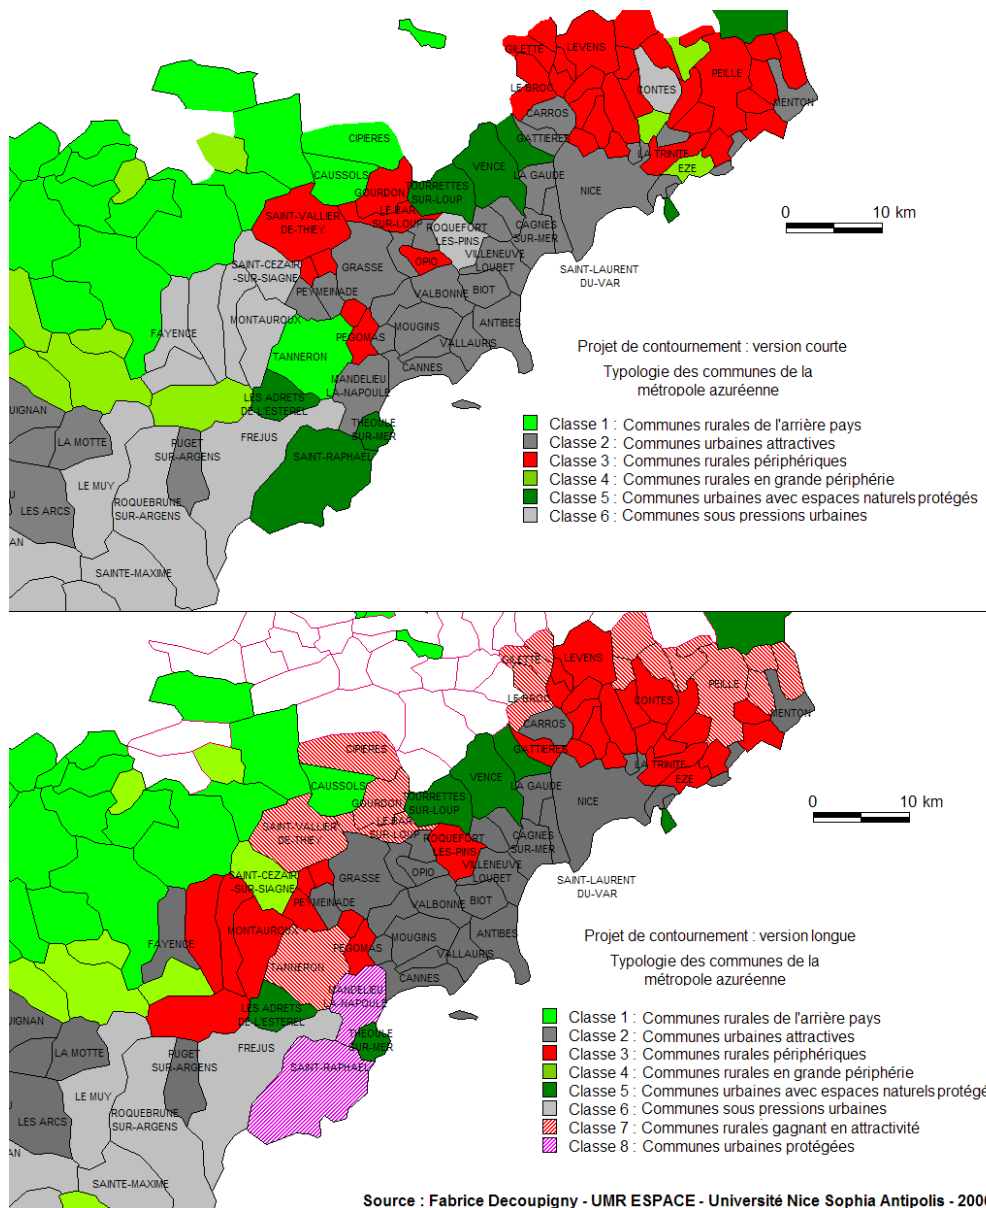 GILETTE
LEVENS
PEILLE
LE BROC
CONTES
MENTON
CARROS
CIPIERES
GATTIERES
LA TRINITE
VENCE
EZE
CAUSSOLS
LA GAUDE
GOURDON
TOURRETTES
SUR-LOUP
NICE
LE BAR
SUR-LOUP
0 10 km
SAINT-VALLIER
DE-THIEY
ROQUEFORT
LES-PINS
CAGNES
SUR-MER
SAINT-CEZAIR
-SUR-SIAGNE
GRASSE
OPIO
VILLENEUVE
LOUBET
SAINT-LAURENT
DU-VAR
PEYMEINADE
VALBONNE
BIOT
MONTAUROUX
FAYENCE
MOUGINS
ANTIBES
PEGOMAS
VALLAURIS
TANNERON
CANNES
Projet de contournement : version courte
Typologie des communes de la
métropole azuréenne
MANDELIEU
LA-NAPOULE
LES ADRETS
DE-L'ESTEREL
UIGNAN
THEOULE
SUR-MER
FREJUS
LA MOTTE
PUGET
SUR-ARGENS
SAINT-RAPHAEL
LE MUY
ROQUEBRUNE
SUR-ARGENS
U
LES ARCS
AN
SAINTE-MAXIME
Classe 1 : Communes rurales de l'arrière pays
Classe 2 : Communes urbaines attractives
Classe 3 : Communes rurales périphériques
Classe 4 : Communes rurales en grande périphérie
Classe 5 : Communes urbaines avec espaces naturels protégés
Classe 6 : Communes sous pressions urbaines
GILETTE
LEVENS
PEILLE
LE BROC
CONTES
MENTON
CARROS
CIPIERES
GATTIERES
LA TRINITE
VENCE
EZE
CAUSSOLS
LA GAUDE
GOURDON
TOURRETTES
SUR-LOUP
NICE
LE BAR
SUR-LOUP
0 10 km
SAINT-VALLIER
DE-THIEY
ROQUEFORT
LES-PINS
CAGNES
SUR-MER
SAINT-CEZAIR
-SUR-SIAGNE
GRASSE
OPIO
VILLENEUVE
LOUBET
SAINT-LAURENT
DU-VAR
PEYMEINADE
VALBONNE
BIOT
MONTAUROUX
FAYENCE
MOUGINS
ANTIBES
PEGOMAS
VALLAURIS
TANNERON
CANNES
Projet de contournement : version longue
Typologie des communes de la
métropole azuréenne
MANDELIEU
LA-NAPOULE
LES ADRETS
DE-L'ESTEREL
UIGNAN
THEOULE
SUR-MER
FREJUS
LA MOTTE
PUGET
SUR-ARGENS
SAINT-RAPHAEL
LE MUY
ROQUEBRUNE
SUR-ARGENS
U
LES ARCS
AN
SAINTE-MAXIME
Classe 1 : Communes rurales de l'arrière pays
Classe 2 : Communes urbaines attractives
Classe 3 : Communes rurales périphériques
Classe 4 : Communes rurales en grande périphérie
Classe 5 : Communes urbaines avec espaces naturels protégé
Classe 6 : Communes sous pressions urbaines
Classe 7 : Communes rurales gagnant en attractivité
Classe 8 : Communes urbaines protégées
Source : Fabrice Decoupigny - UMR ESPACE - Université Nice Sophia Antipolis - 200